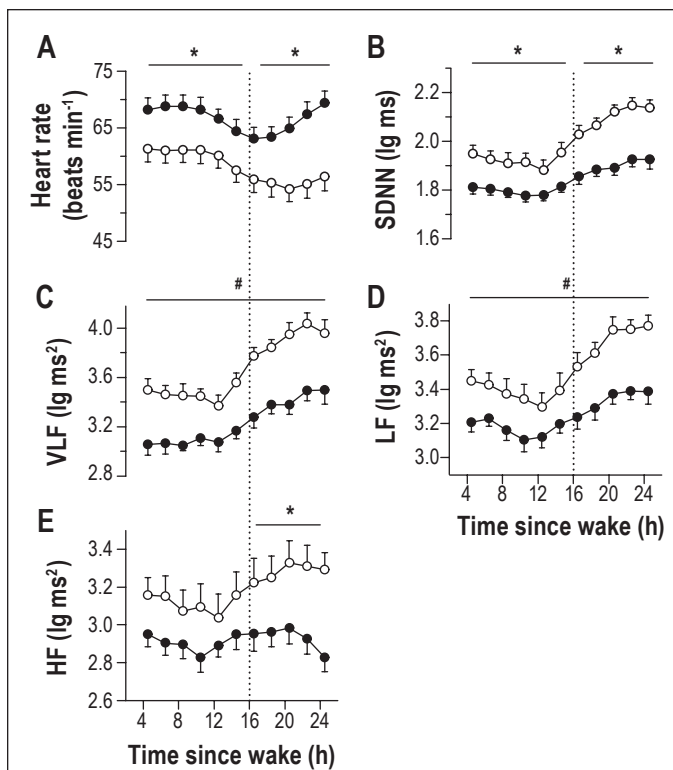 A
*
*
75
65
55
45
Heart rate
(beats min⁻¹)
B
*
*
2.2
2.0
1.8
1.6
SDNN (lg ms)
C
#
4.0
3.6
3.2
2.8
VLF (lg ms²)
D
#
3.8
3.4
3.2
3.0
LF (lg ms²)
4 8 12 16 20 24
Time since wake (h)
E
*
3.4
3.2
3.0
2.8
2.6
HF (lg ms²)
4 8 12 16 20 24
Time since wake (h)